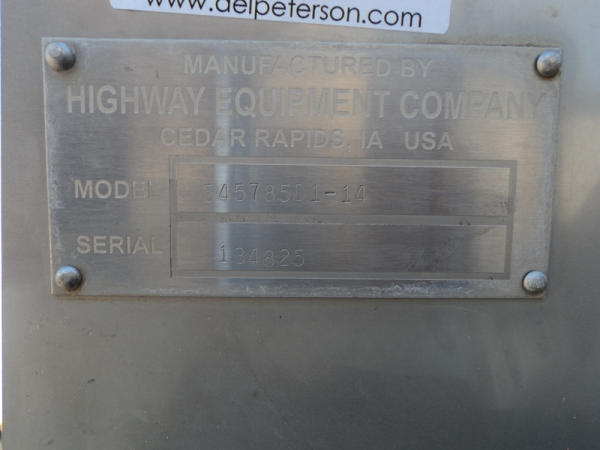 www.delpeterson.com
MANUFACTURED BY
HIGHWAY EQUIPMENT COMPANY
CEDAR RAPIDS, IA USA
MODEL
SERIAL 134825